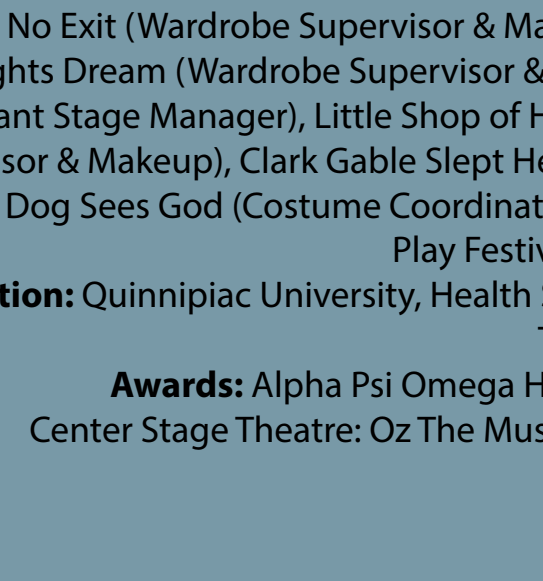 No Exit (Wardrobe Supervisor & Ma
ghts Dream (Wardrobe Supervisor &
ant Stage Manager), Little Shop of H
sor & Makeup), Clark Gable Slept He
Dog Sees God (Costume Coordinat
Play Festiv
tion: Quinnipiac University, Health S
T
Awards: Alpha Psi Omega H
Center Stage Theatre: Oz The Mus